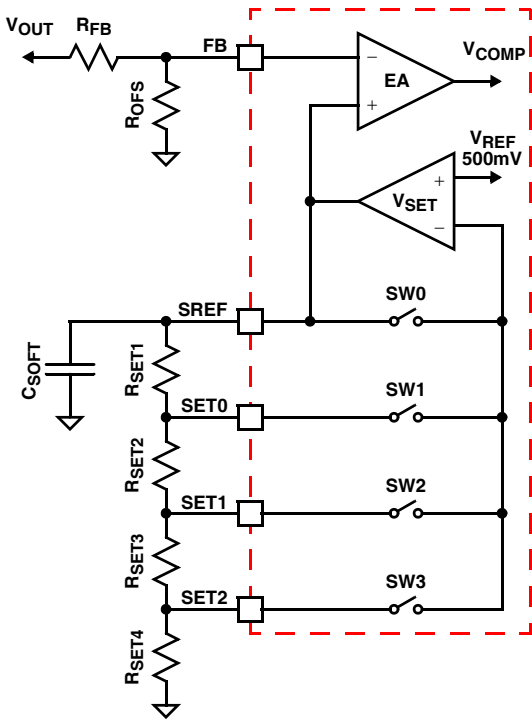 VOUT
RFB
FB
ROFS
−
+
EA
VCOMP
VREF
500mV
+
−
VSET
SREF
SW0
CSOFT
RSET1
SET0
SW1
RSET2
SET1
SW2
RSET3
SET2
SW3
RSET4